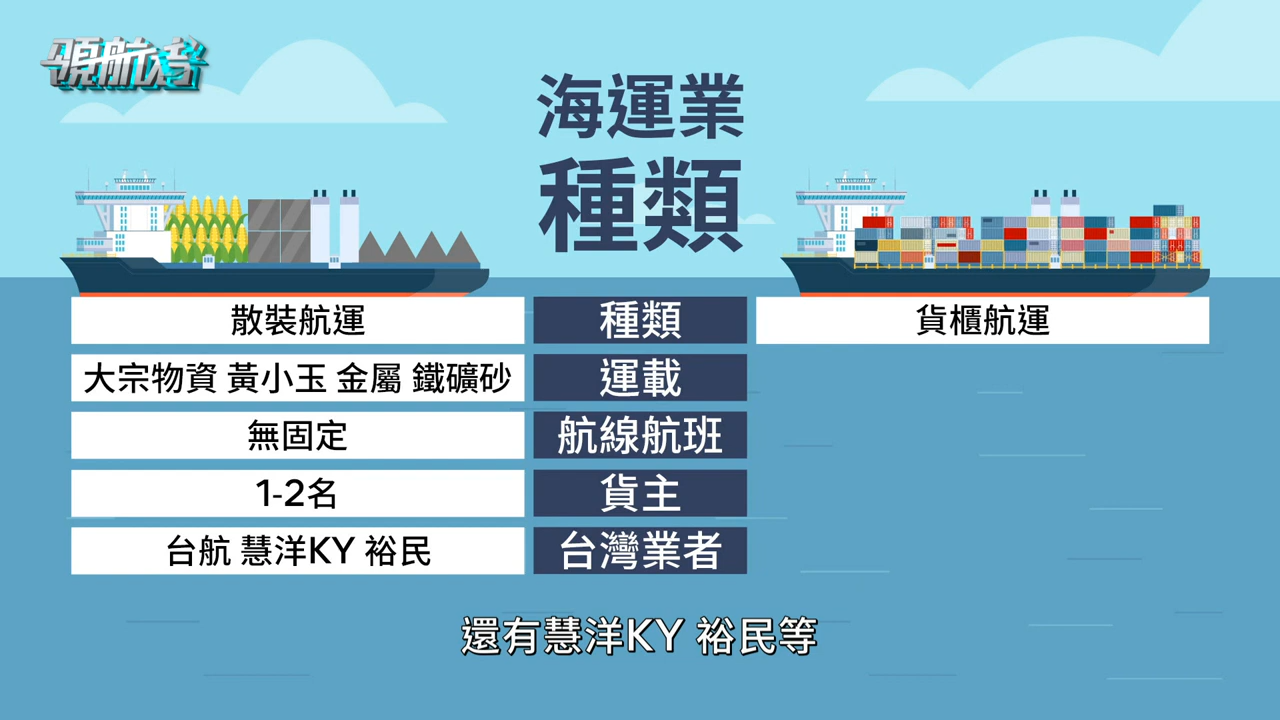 領航者
海運業
種類
散裝航運 種類 貨櫃航運
大宗物資 黃小玉 金屬 鐵礦砂 運載
無固定 航線航班
1-2名 貨主
台航 慧洋KY 裕民 台灣業者
還有慧洋KY 裕民等